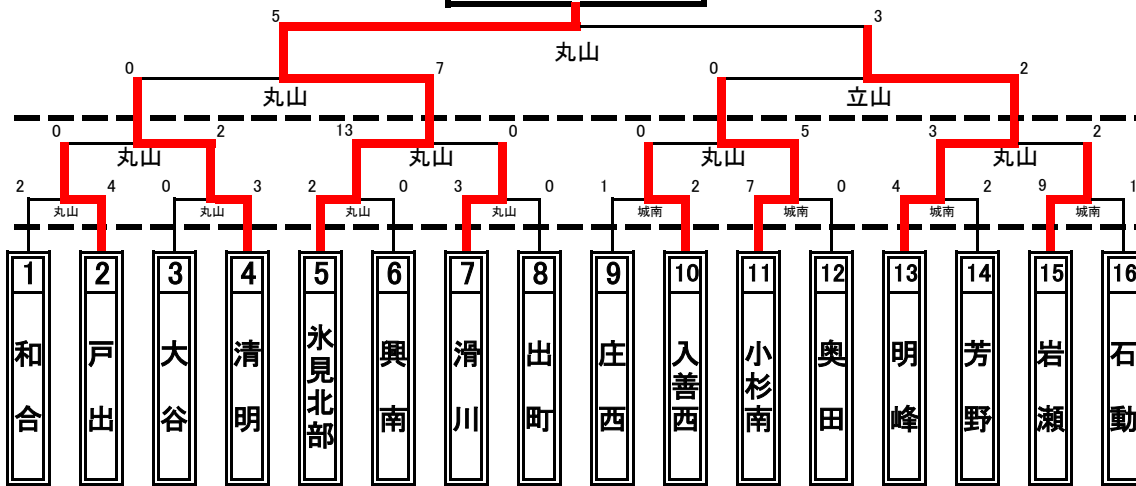 5 3
丸山
0 7 0 2
丸山 立山
0 2 13 0 0 5 3 2
丸山 丸山 丸山 丸山
2 4 0 3 2 0 3 0 1 2 7 0 4 2 9 1
丸山 丸山 丸山 丸山 城南 城南 城南 城南
1 2 3 4 5 6 7 8 9 10 11 12 13 14 15 16
和合
戸出
大谷
清明
氷見北部
興南
滑川
出町
庄西
入善西
小杉南
奥田
明峰
芳野
岩瀬
石動